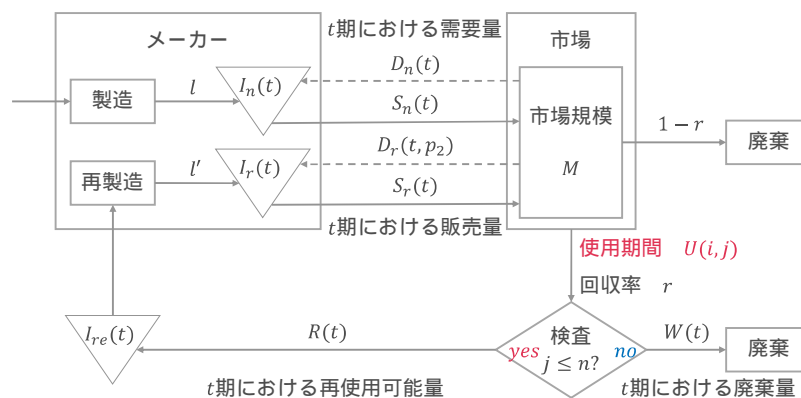 メーカー
t期における需要量
市場
製造
l
I_n(t)
D_n(t)
S_n(t)
市場規模
M
1−r
廃棄
再製造
l′
I_r(t)
D_r(t, p_2)
S_r(t)
t期における販売量
使用期間 U(i,j)
回収率 r
I_re(t)
R(t)
yes
検査
j ≤ n?
no
W(t)
廃棄
t期における再使用可能量
t期における廃棄量